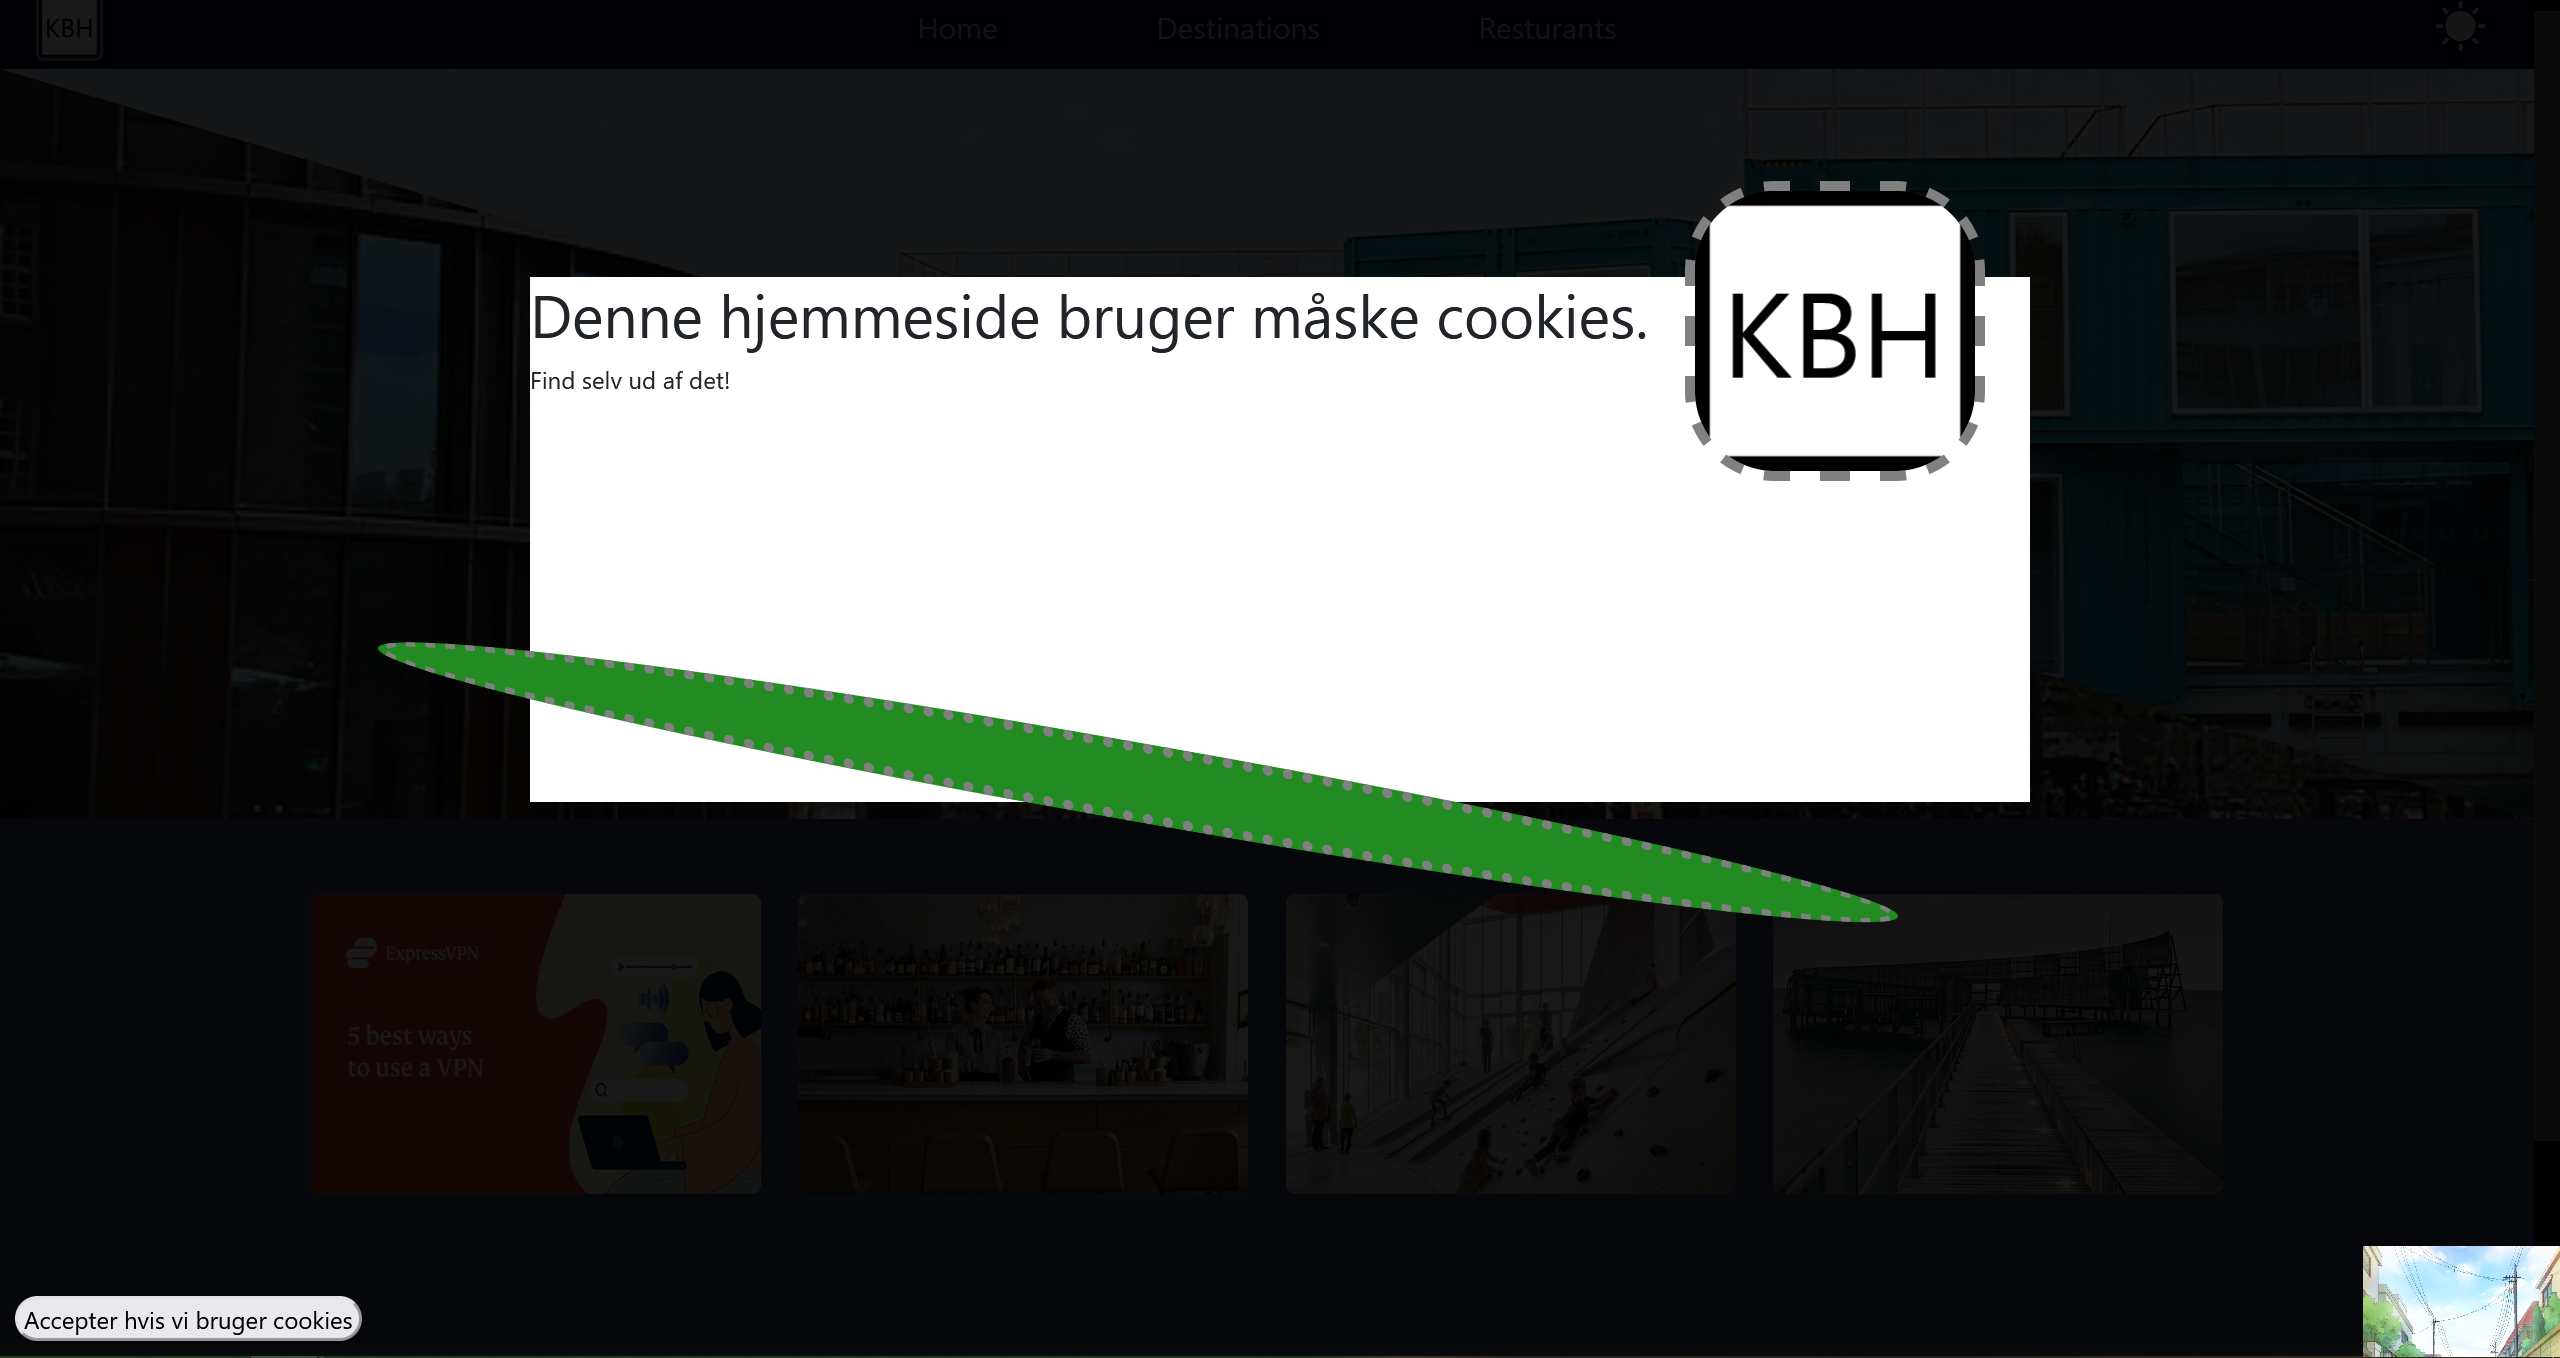 KBH
Home
Destinations
Resturants
KBH
Denne hjemmeside bruger måske cookies.
Find selv ud af det!
ExpressVPN
5 best ways
to use a VPN
Accepter hvis vi bruger cookies